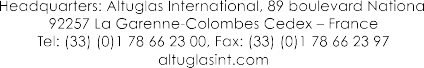 Headquarters: Altuglas International, 89 boulevard Nationa
92257 La Garenne-Colombes Cedex – France
Tel: (33) (0)1 78 66 23 00, Fax: (33) (0)1 78 66 23 97
altuglasint.com